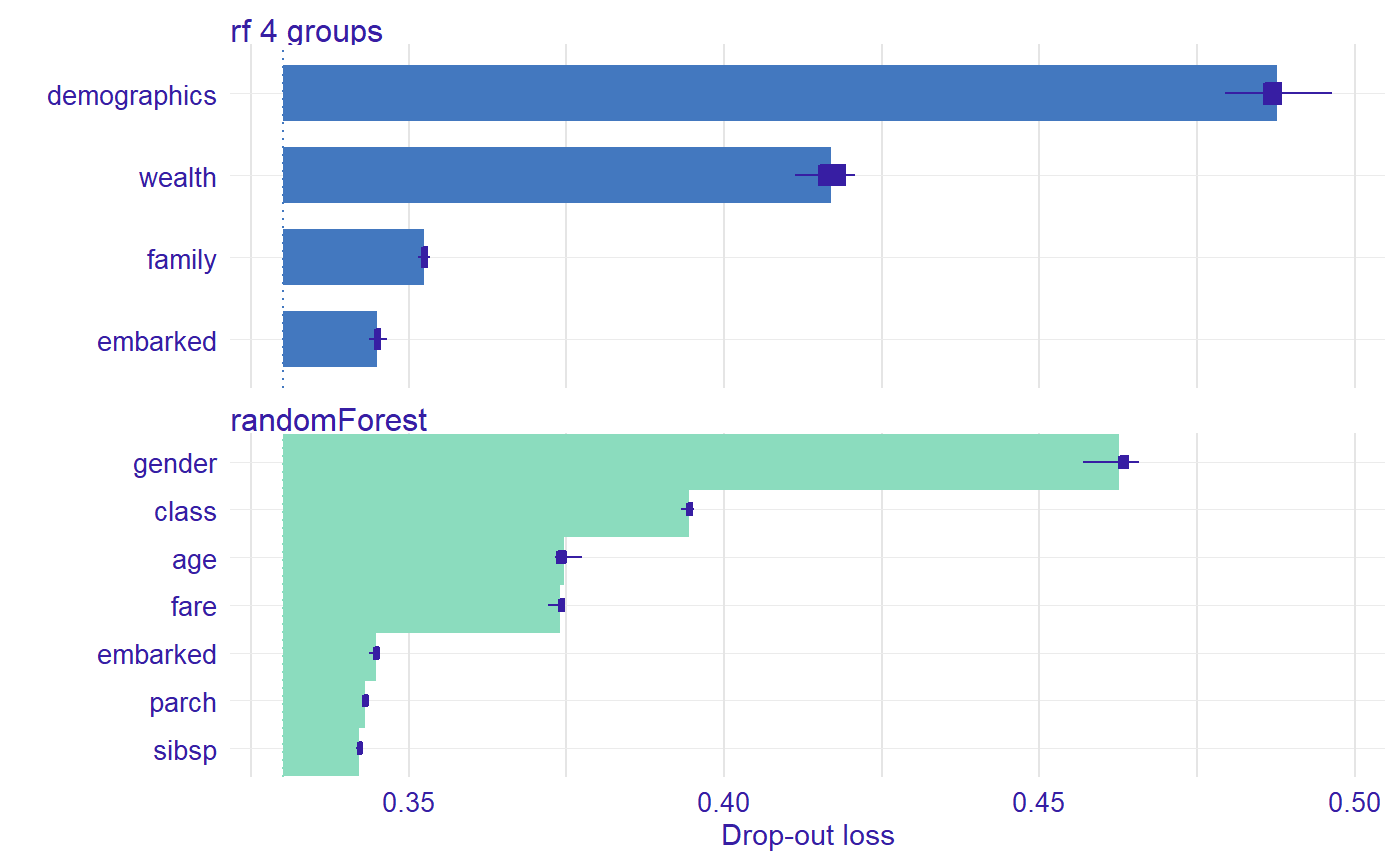 rf 4 groups
demographics
wealth
family
embarked
randomForest
gender
class
age
fare
embarked
parch
sibsp
0.35 0.40 0.45 0.50
Drop-out loss